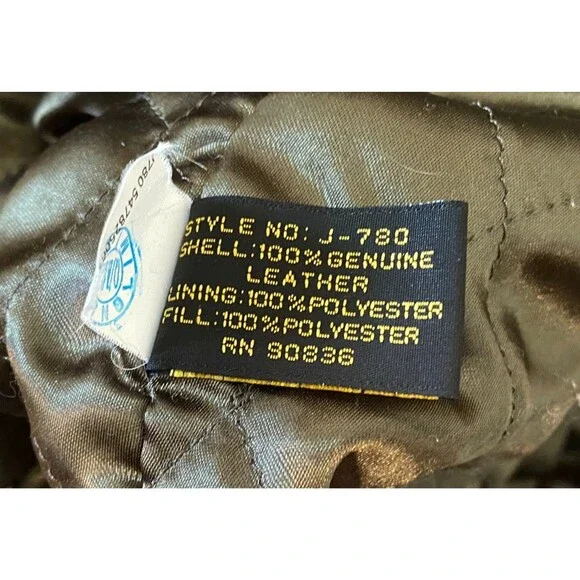 STYLE NO: J-780
SHELL:100%GENUINE
LEATHER
LINING:100%POLYESTER
FILL:100%POLYESTER
RN 90836